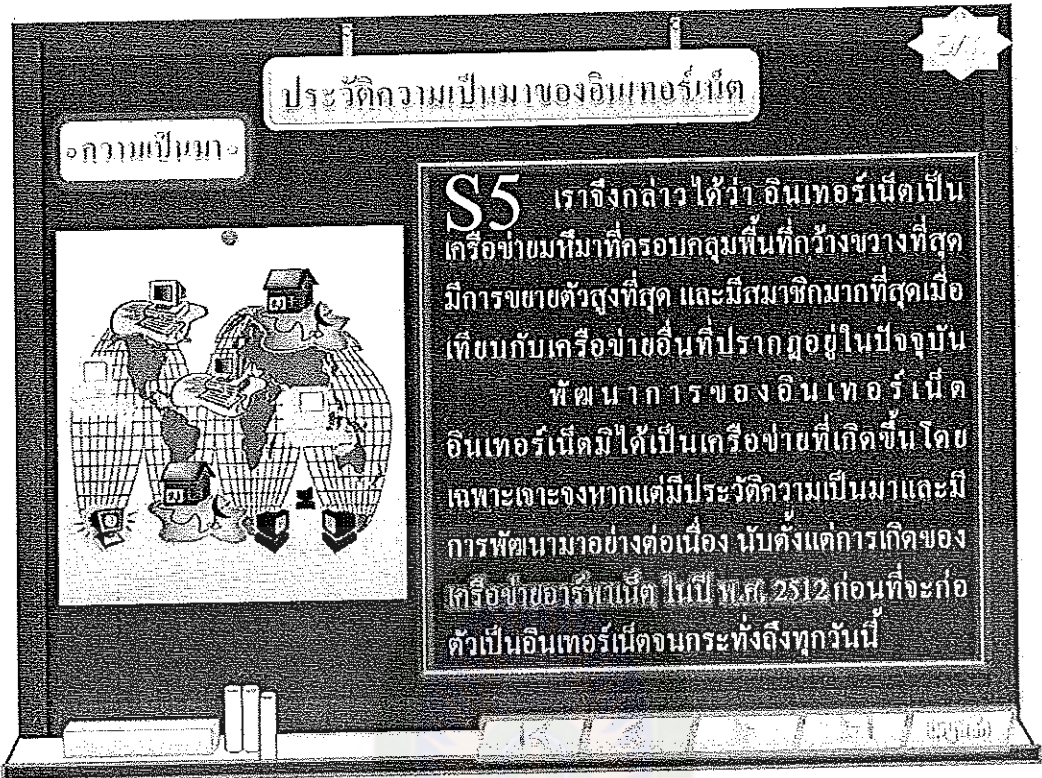 ประวัติความเป็นมาของอินเทอร์เน็ต
ความเป็นมา
S5 เราจึงกล่าวได้ว่า อินเทอร์เน็ตเป็น
เครือข่ายมหึมาที่ครอบคลุมพื้นที่กว้างขวางที่สุด
มีการขยายตัวสูงที่สุด และมีสมาชิกมากที่สุดเมื่อ
เทียบกับเครือข่ายอื่นที่ปรากฎอยู่ในปัจจุบัน
พัฒนาการของอินเทอร์เน็ต
อินเทอร์เน็ตมิได้เป็นเครือข่ายที่เกิดขึ้นโดย
เฉพาะเจาะจงหากแต่มีประวัติความเป็นมาและมี
การพัฒนามาอย่างต่อเนื่อง นับตั้งแต่การเกิดของ
เครือข่ายอาร์พาเน็ต ในปี พ.ศ. 2512 ก่อนที่จะก่อ
ตัวเป็นอินเทอร์เน็ตจนกระทั่งถึงทุกวันนี้